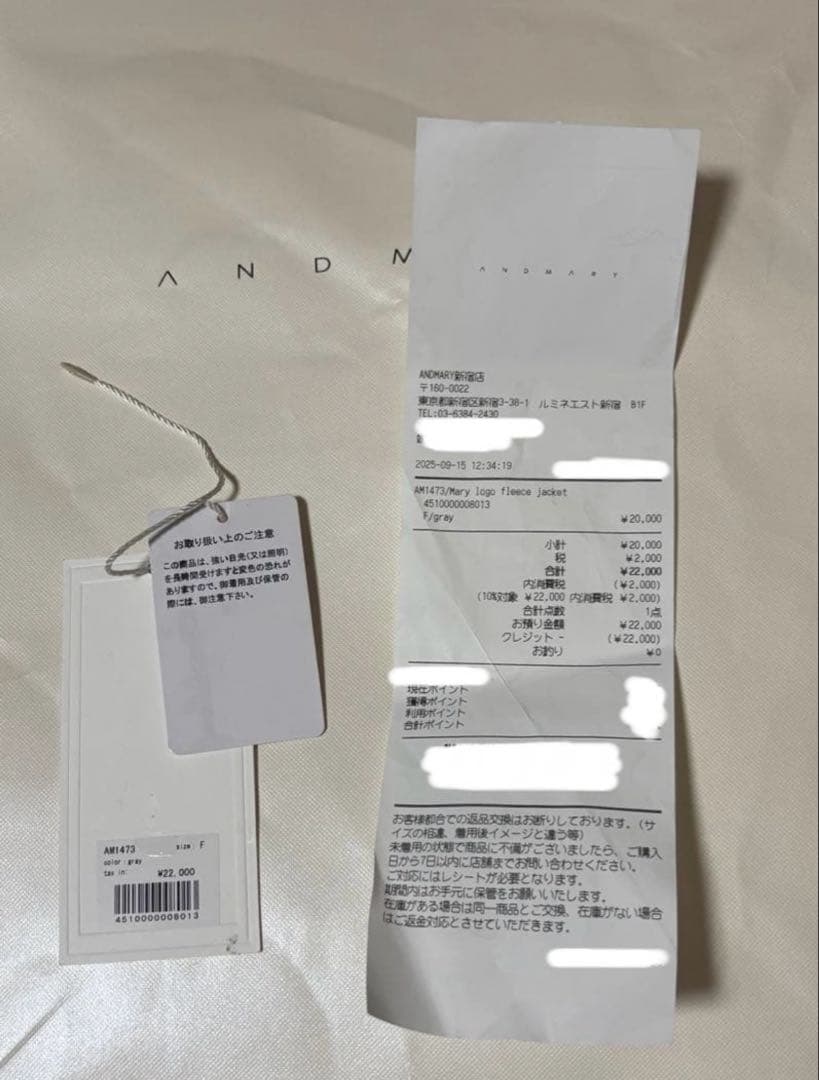 ANDM
ANDMARY
ANDMARY新宿店
〒160-0022
東京都新宿区新宿3-38-1 ルミネエスト新宿 B1F
TEL:03-6384-2430
2025-09-15 12:34:19
AM1473/Mary logo fleece jacket
4510000008013
F/gray ¥20,000
小計 ¥20,000
税 ¥2,000
合計 ¥22,000
内消費税 (¥2,000)
(10%対象 ¥22,000 内消費税 ¥2,000)
合計点数 1点
お預り金額 ¥22,000
クレジット - (¥22,000)
お釣り ¥0
現在ポイント
獲得ポイント
利用ポイント
合計ポイント
お客様都合での返品交換はお断りしております。(サ
イズの相違、着用後イメージと違う等)
未着用の状態で商品に不備がございましたら、ご購入
日から7日以内に店舗までお問い合わせください。
ご対応にはレシートが必要となります。
期間内はお手元に保管をお願いいたします。
在庫がある場合は同一商品とご交換、在庫がない場合
はご返金対応とさせていただきます。
お取り扱い上のご注意
この商品は、強い日光(又は照明)
を長時間受けますと変色の恐れが
ありますので、御着用及び保管の
際には、御注意下さい。
AM1473 size: F
color:gray
tax in: ¥22,000
4510000008013